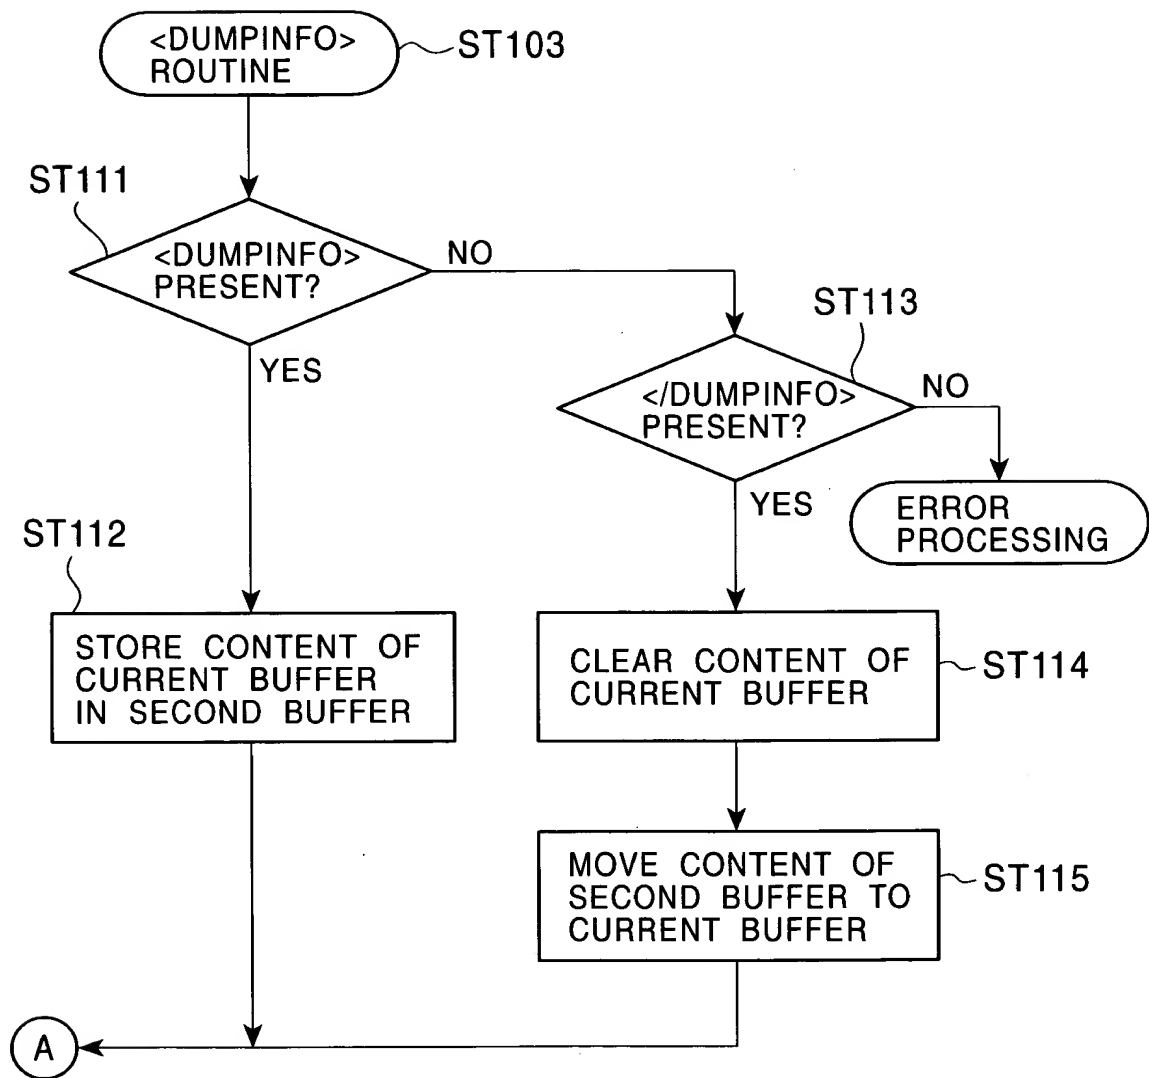 <DUMPINFO>
ROUTINE
ST103
ST111
<DUMPINFO>
PRESENT?
NO
YES
ST113
</DUMPINFO>
PRESENT?
NO
YES
ERROR
PROCESSING
ST112
STORE CONTENT OF
CURRENT BUFFER
IN SECOND BUFFER
CLEAR CONTENT OF
CURRENT BUFFER
ST114
MOVE CONTENT OF
SECOND BUFFER TO
CURRENT BUFFER
ST115
A